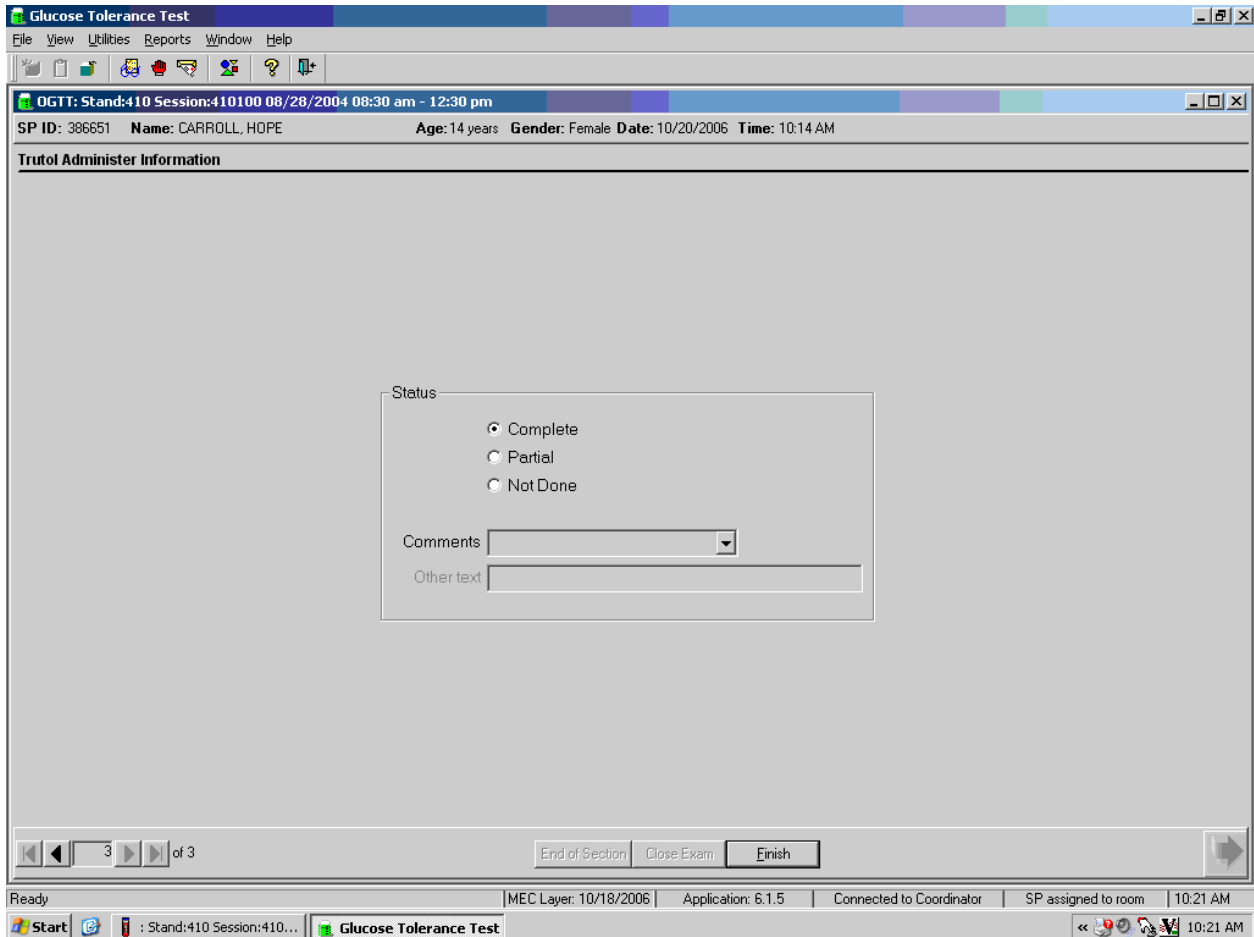 Glucose Tolerance Test
File View Utilities Reports Window Help
OGTT: Stand:410 Session:410100 08/28/2004 08:30 am - 12:30 pm
SP ID: 386651 Name: CARROLL, HOPE Age: 14 years Gender: Female Date: 10/20/2006 Time: 10:14 AM
Trutol Administer Information
Status
Complete
Partial
Not Done
Comments
Other text
3 of 3 End of Section Close Exam Finish
Ready MEC Layer: 10/18/2006 Application: 6.1.5 Connected to Coordinator SP assigned to room 10:21 AM
Start : Stand:410 Session:410... Glucose Tolerance Test « 10:21 AM